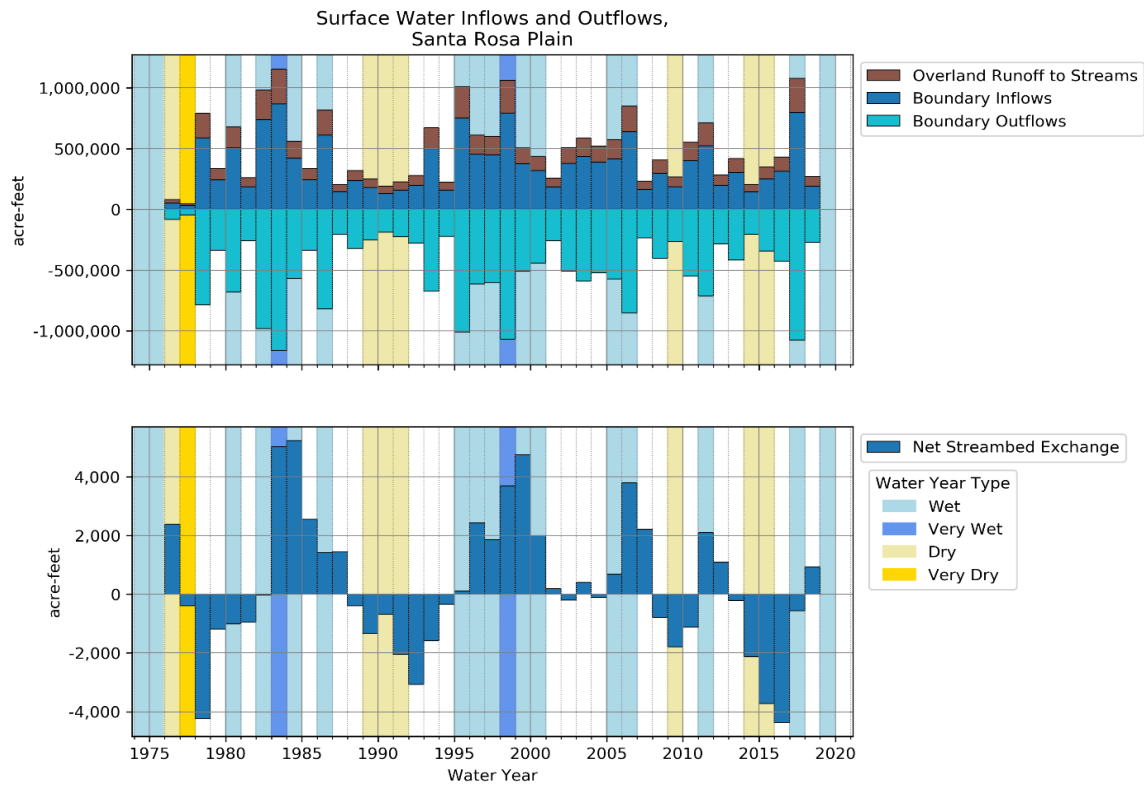 Surface Water Inflows and Outflows,
Santa Rosa Plain
1,000,000
500,000
0
-500,000
-1,000,000
acre-feet
Overland Runoff to Streams
Boundary Inflows
Boundary Outflows
4,000
2,000
0
-2,000
-4,000
acre-feet
1975 1980 1985 1990 1995 2000 2005 2010 2015 2020
Water Year
Net Streambed Exchange
Water Year Type
Wet
Very Wet
Dry
Very Dry